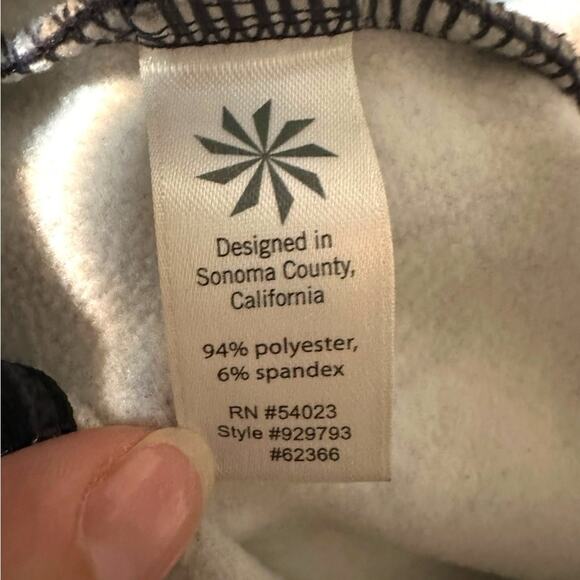 Designed in
Sonoma County,
California
94% polyester,
6% spandex
RN #54023
Style #929793
#62366